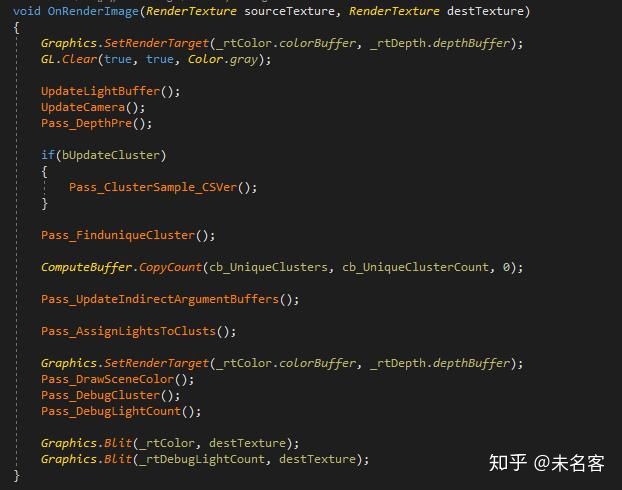 void OnRenderImage(RenderTexture sourceTexture, RenderTexture destTexture)
{
Graphics.SetRenderTarget(_rtColor.colorBuffer, _rtDepth.depthBuffer);
GL.Clear(true, true, Color.gray);
UpdateLightBuffer();
UpdateCamera();
Pass_DepthPre();
if(bUpdateCluster)
{
Pass_ClusterSample_CSVer();
}
Pass_FinduniqueCluster();
ComputeBuffer.CopyCount(cb_UniqueClusters, cb_UniqueClusterCount, 0);
Pass_UpdateIndirectArgumentBuffers();
Pass_AssignLightsToClusts();
Graphics.SetRenderTarget(_rtColor.colorBuffer, _rtDepth.depthBuffer);
Pass_DrawSceneColor();
Pass_DebugCluster();
Pass_DebugLightCount();
Graphics.Blit(_rtColor, destTexture);
Graphics.Blit(_rtDebugLightCount, destTexture);
}
知乎 @未名客